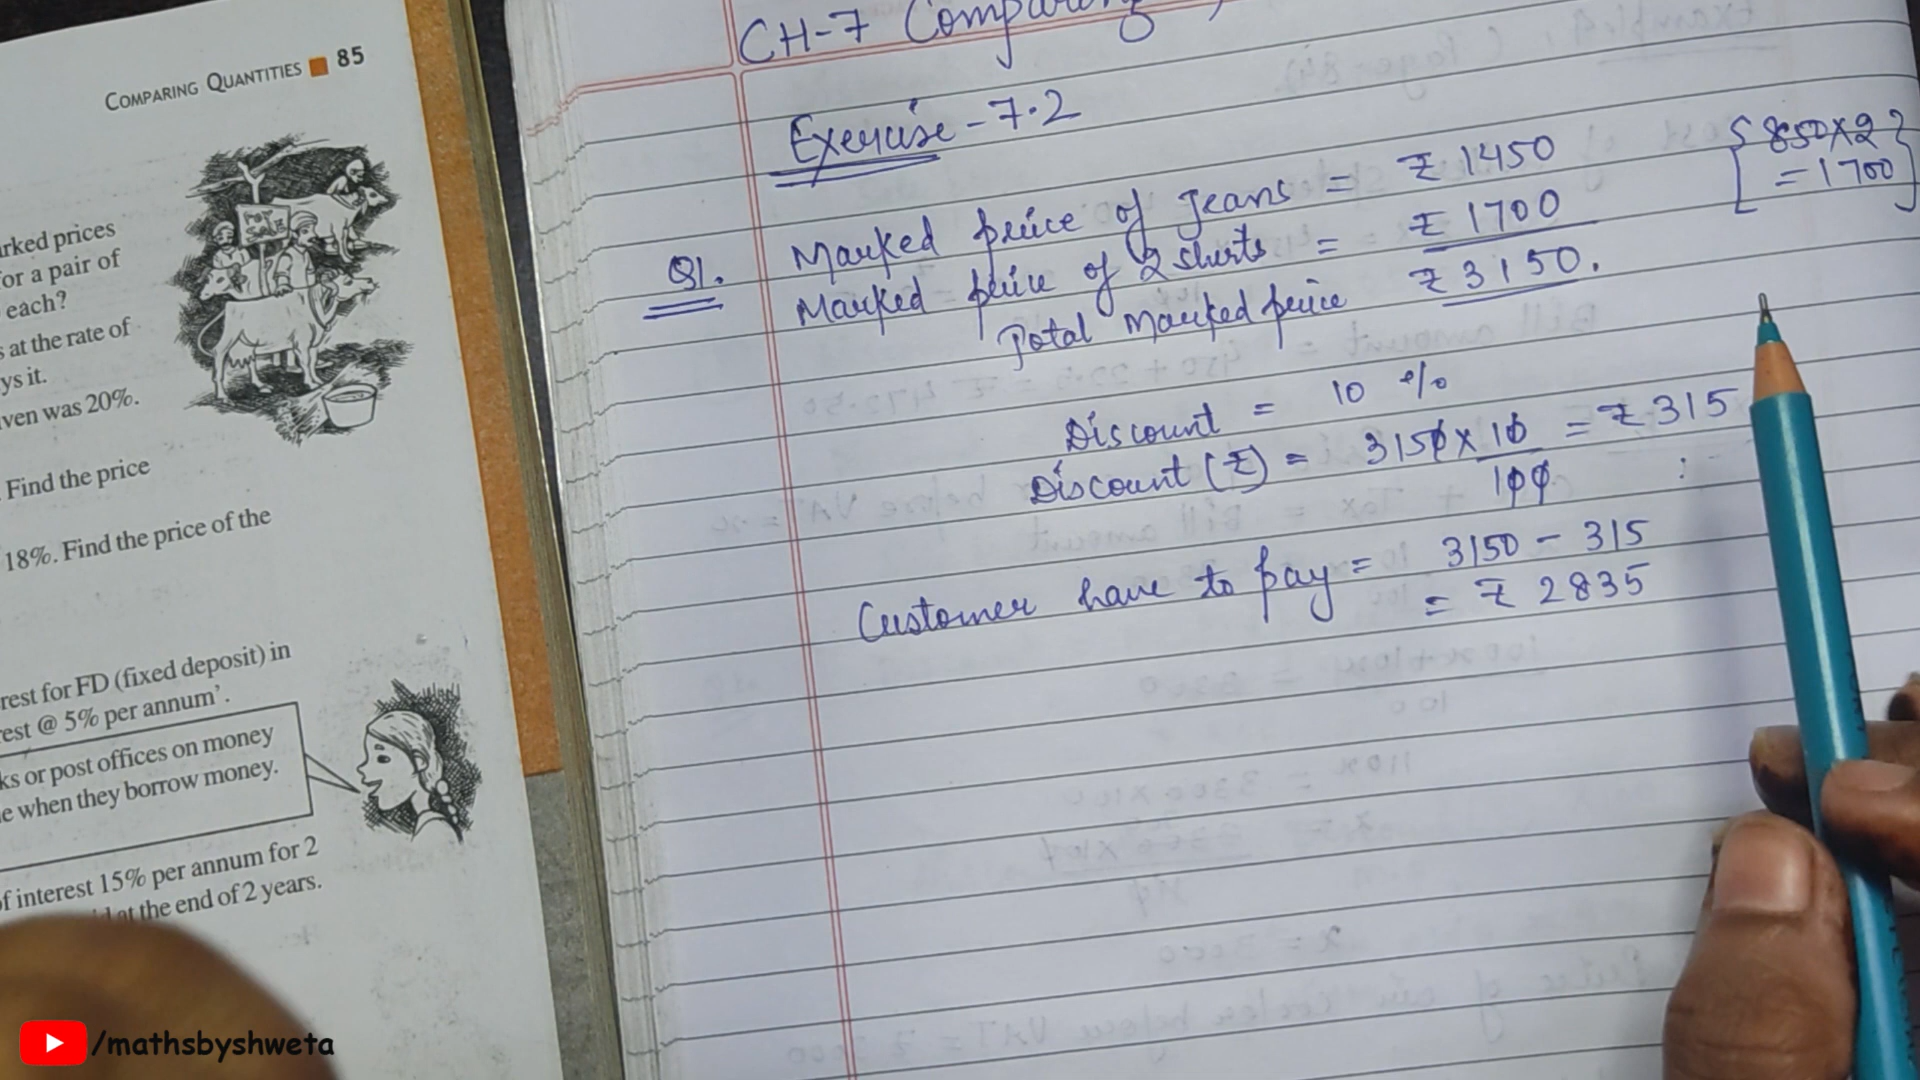 COMPARING QUANTITIES ■ 85
FOR SALE
rked prices
or a pair of
each?
s at the rate of
ys it.
ven was 20%.
Find the price
18%. Find the price of the
rest for FD (fixed deposit) in
rest @ 5% per annum'.
ks or post offices on money
e when they borrow money.
of interest 15% per annum for 2
at the end of 2 years.
CH-7 Comparing
Exercise - 7.2
Q1. Marked price of Jeans = ₹ 1450
[{850×2} = 1700]
Marked price of 2 shirts = ₹ 1700
Total Marked price ₹ 3150.
Discount = 10 %
Discount (₹) = 3150 × 10 / 100 = ₹ 315
Customer have to pay = 3150 - 315
= ₹ 2835
/mathsbyshweta